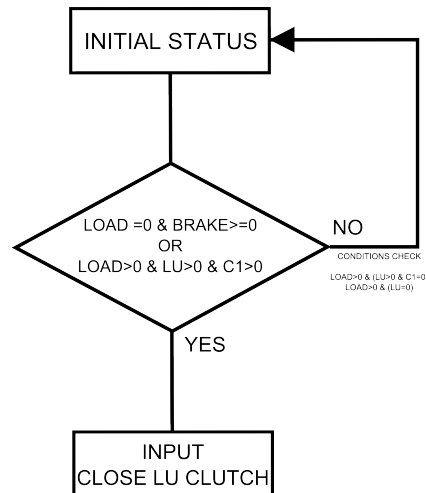 INITIAL STATUS
LOAD =0 & BRAKE>=0
OR
LOAD>0 & LU>0 & C1>0
NO
CONDITIONS CHECK
LOAD>0 & (LU>0 & C1=0
LOAD>0 & (LU=0)
YES
INPUT
CLOSE LU CLUTCH